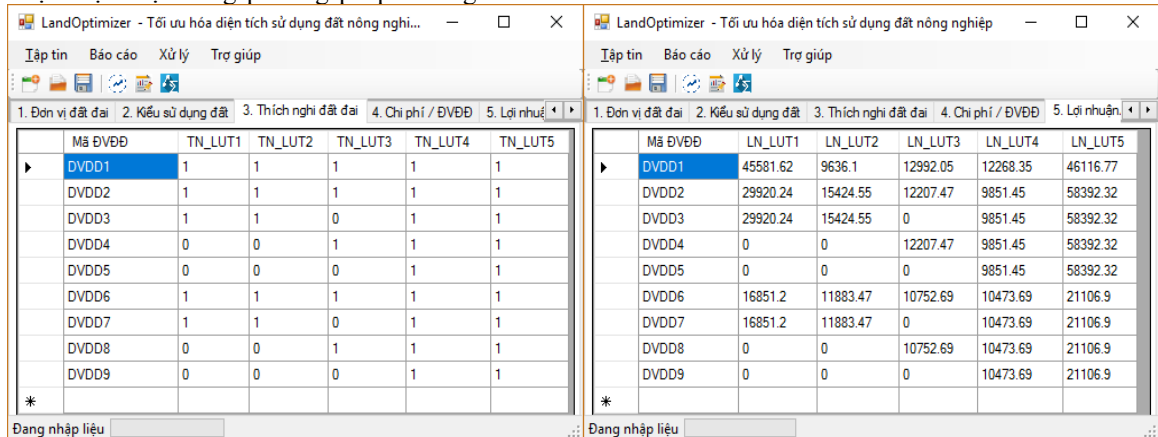 LandOptimizer - Tối ưu hóa diện tích sử dụng đất nông nghi...
Tập tin Báo cáo Xử lý Trợ giúp
1. Đơn vị đất đai 2. Kiểu sử dụng đất 3. Thích nghi đất đai 4. Chi phí / ĐVĐĐ 5. Lợi nhuậ
Mã ĐVĐĐ TN_LUT1 TN_LUT2 TN_LUT3 TN_LUT4 TN_LUT5
DVDD1 1 1 1 1 1
DVDD2 1 1 1 1 1
DVDD3 1 1 0 1 1
DVDD4 0 0 1 1 1
DVDD5 0 0 0 1 1
DVDD6 1 1 1 1 1
DVDD7 1 1 0 1 1
DVDD8 0 0 1 1 1
DVDD9 0 0 0 1 1
Đang nhập liệu
LandOptimizer - Tối ưu hóa diện tích sử dụng đất nông nghiệp
Tập tin Báo cáo Xử lý Trợ giúp
1. Đơn vị đất đai 2. Kiểu sử dụng đất 3. Thích nghi đất đai 4. Chi phí / ĐVĐĐ 5. Lợi nhuận.
Mã ĐVĐĐ LN_LUT1 LN_LUT2 LN_LUT3 LN_LUT4 LN_LUT5
DVDD1 45581.62 9636.1 12992.05 12268.35 46116.77
DVDD2 29920.24 15424.55 12207.47 9851.45 58392.32
DVDD3 29920.24 15424.55 0 9851.45 58392.32
DVDD4 0 0 12207.47 9851.45 58392.32
DVDD5 0 0 0 9851.45 58392.32
DVDD6 16851.2 11883.47 10752.69 10473.69 21106.9
DVDD7 16851.2 11883.47 0 10473.69 21106.9
DVDD8 0 0 10752.69 10473.69 21106.9
DVDD9 0 0 0 10473.69 21106.9
Đang nhập liệu